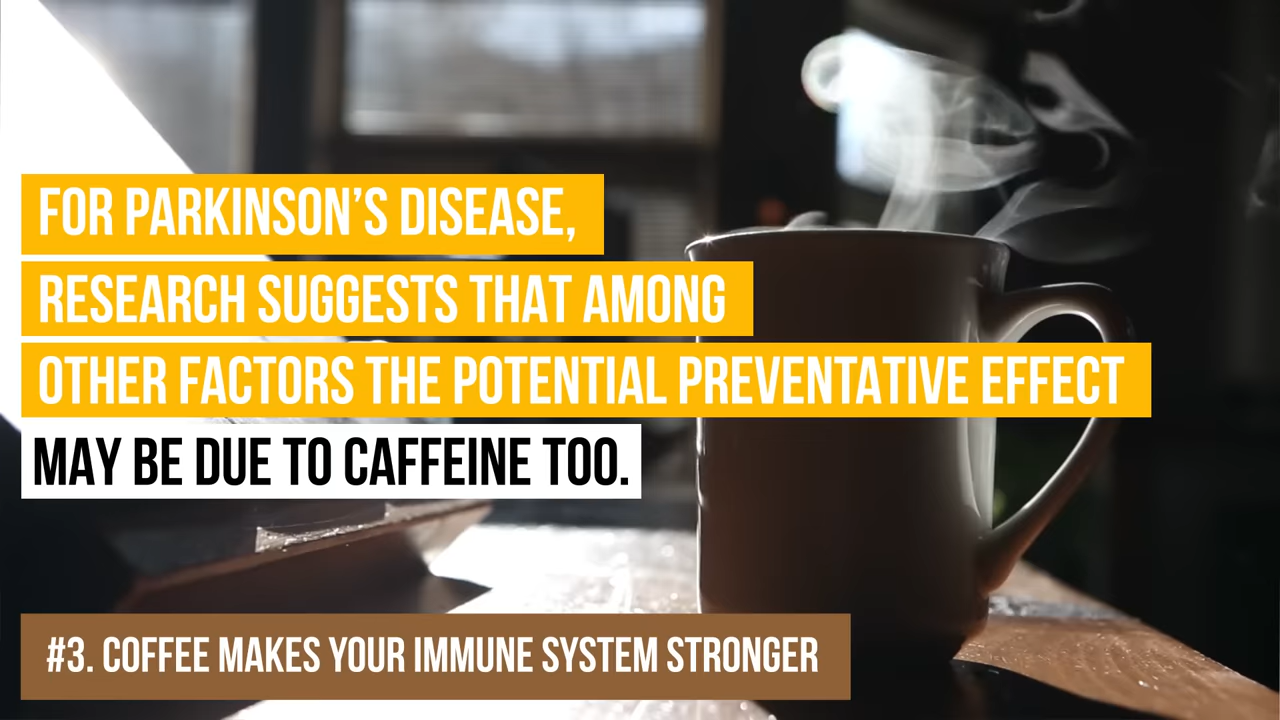 FOR PARKINSON'S DISEASE,
RESEARCH SUGGESTS THAT AMONG
OTHER FACTORS THE POTENTIAL PREVENTATIVE EFFECT
MAY BE DUE TO CAFFEINE TOO.
#3. COFFEE MAKES YOUR IMMUNE SYSTEM STRONGER